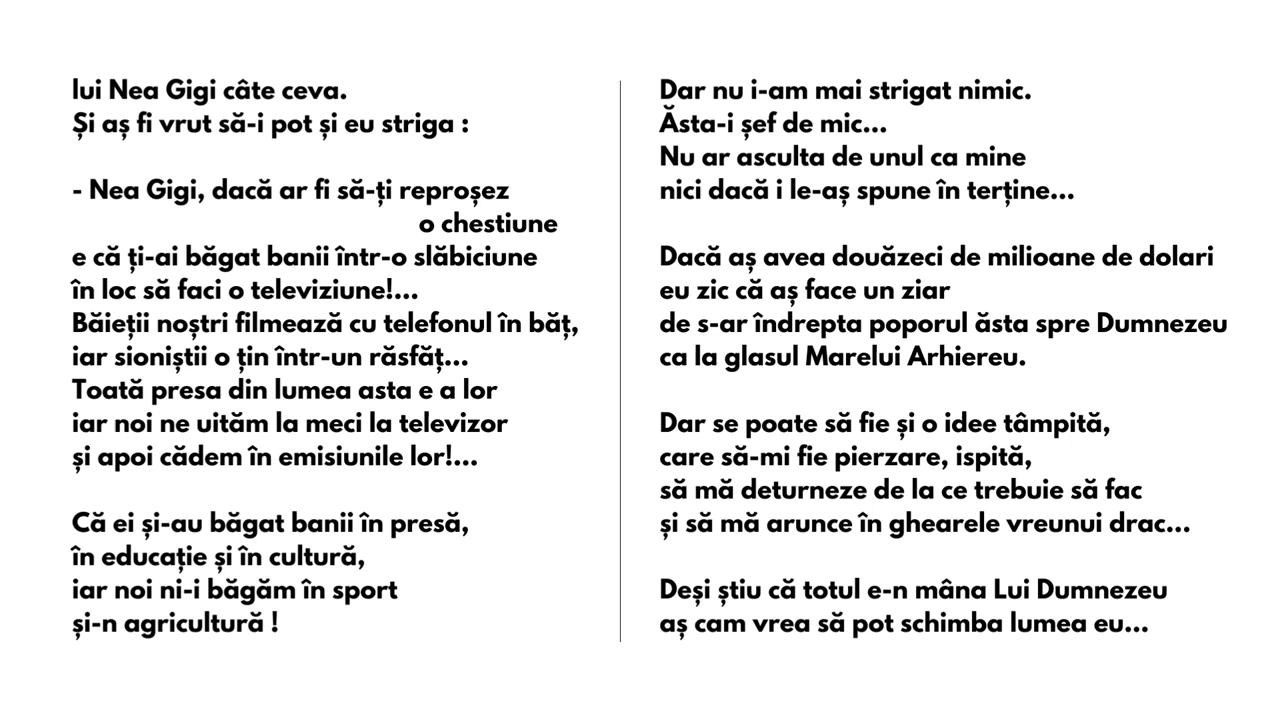 lui Nea Gigi câte ceva.
Și aș fi vrut să-i pot și eu striga :
- Nea Gigi, dacă ar fi să-ți reproșez
o chestiune
e că ți-ai băgat banii într-o slăbiciune
în loc să faci o televiziune!...
Băieții noștri filmează cu telefonul în băț,
iar sioniștii o țin într-un răsfăț...
Toată presa din lumea asta e a lor
iar noi ne uităm la meci la televizor
și apoi cădem în emisiunile lor!...
Că ei și-au băgat banii în presă,
în educație și în cultură,
iar noi ni-i băgăm în sport
și-n agricultură !
Dar nu i-am mai strigat nimic.
Ăsta-i șef de mic...
Nu ar asculta de unul ca mine
nici dacă i le-aș spune în terține...
Dacă aș avea douăzeci de milioane de dolari
eu zic că aș face un ziar
de s-ar îndrepta poporul ăsta spre Dumnezeu
ca la glasul Marelui Arhiereu.
Dar se poate să fie și o idee tâmpită,
care să-mi fie pierzare, ispită,
să mă deturneze de la ce trebuie să fac
și să mă arunce în ghearele vreunui drac...
Deși știu că totul e-n mâna Lui Dumnezeu
aș cam vrea să pot schimba lumea eu...